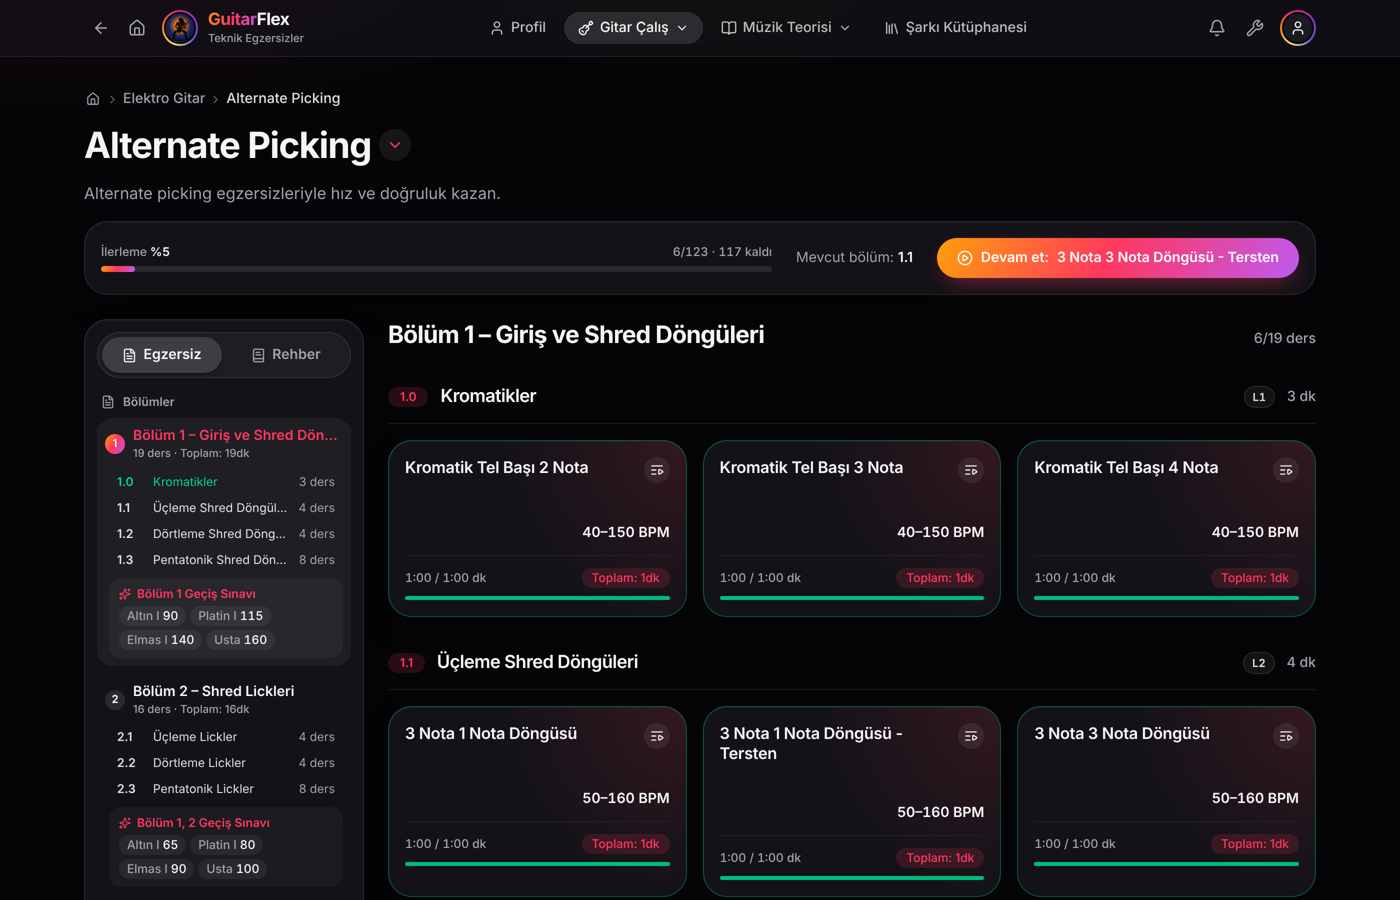 GuitarFlex
Teknik Egzersizler
Profil
Gitar Çalış
Müzik Teorisi
Şarkı Kütüphanesi
Elektro Gitar
Alternate Picking
Alternate Picking
Alternate picking egzersizleriyle hız ve doğruluk kazan.
İlerleme %5
6/123 · 117 kaldı
Mevcut bölüm: 1.1
Devam et: 3 Nota 3 Nota Döngüsü - Tersten
Egzersiz
Rehber
Bölümler
1
Bölüm 1 – Giriş ve Shred Dön...
19 ders · Toplam: 19dk
1.0 Kromatikler 3 ders
1.1 Üçleme Shred Döngül... 4 ders
1.2 Dörtleme Shred Döng... 4 ders
1.3 Pentatonik Shred Dön... 8 ders
Bölüm 1 Geçiş Sınavı
Altın I 90 Platin I 115
Elmas I 140 Usta 160
2
Bölüm 2 – Shred Lickleri
16 ders · Toplam: 16dk
2.1 Üçleme Lickler 4 ders
2.2 Dörtleme Lickler 4 ders
2.3 Pentatonik Lickler 8 ders
Bölüm 1, 2 Geçiş Sınavı
Altın I 65 Platin I 80
Elmas I 90 Usta 100
Bölüm 1 – Giriş ve Shred Döngüleri
6/19 ders
1.0 Kromatikler
L1 3 dk
Kromatik Tel Başı 2 Nota
40–150 BPM
1:00 / 1:00 dk
Toplam: 1dk
Kromatik Tel Başı 3 Nota
40–150 BPM
1:00 / 1:00 dk
Toplam: 1dk
Kromatik Tel Başı 4 Nota
40–150 BPM
1:00 / 1:00 dk
Toplam: 1dk
1.1 Üçleme Shred Döngüleri
L2 4 dk
3 Nota 1 Nota Döngüsü
50–160 BPM
1:00 / 1:00 dk
Toplam: 1dk
3 Nota 1 Nota Döngüsü -
Tersten
50–160 BPM
1:00 / 1:00 dk
Toplam: 1dk
3 Nota 3 Nota Döngüsü
50–160 BPM
1:00 / 1:00 dk
Toplam: 1dk